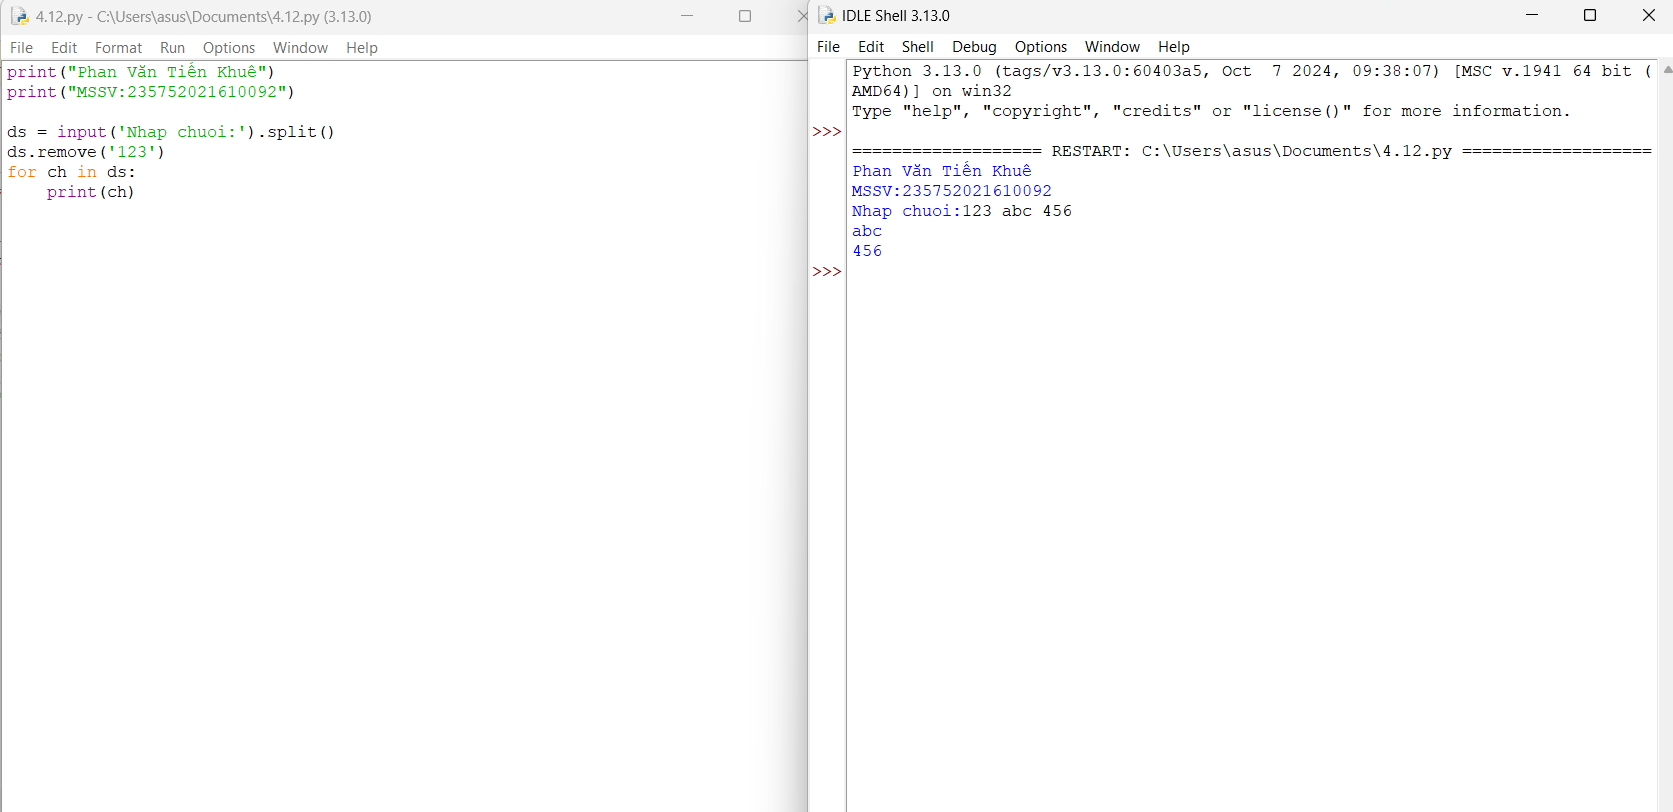 4.12.py - C:\Users\asus\Documents\4.12.py (3.13.0)
File Edit Format Run Options Window Help
print("Phan Văn Tiến Khuê")
print("MSSV:235752021610092")
ds = input('Nhap chuoi:').split()
ds.remove('123')
for ch in ds:
    print(ch)
IDLE Shell 3.13.0
File Edit Shell Debug Options Window Help
Python 3.13.0 (tags/v3.13.0:60403a5, Oct  7 2024, 09:38:07) [MSC v.1941 64 bit (
AMD64)] on win32
Type "help", "copyright", "credits" or "license()" for more information.
>>>
=================== RESTART: C:\Users\asus\Documents\4.12.py ===================
Phan Văn Tiến Khuê
MSSV:235752021610092
Nhap chuoi:123 abc 456
abc
456
>>>